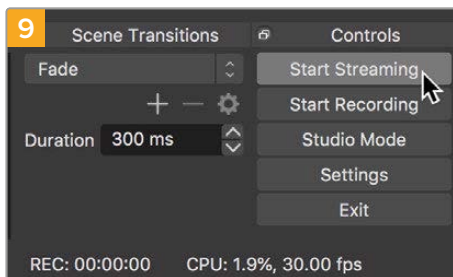 9
Scene Transitions
Controls
Fade
Start Streaming
Start Recording
Duration 300 ms
Studio Mode
Settings
Exit
REC: 00:00:00 CPU: 1.9%, 30.00 fps